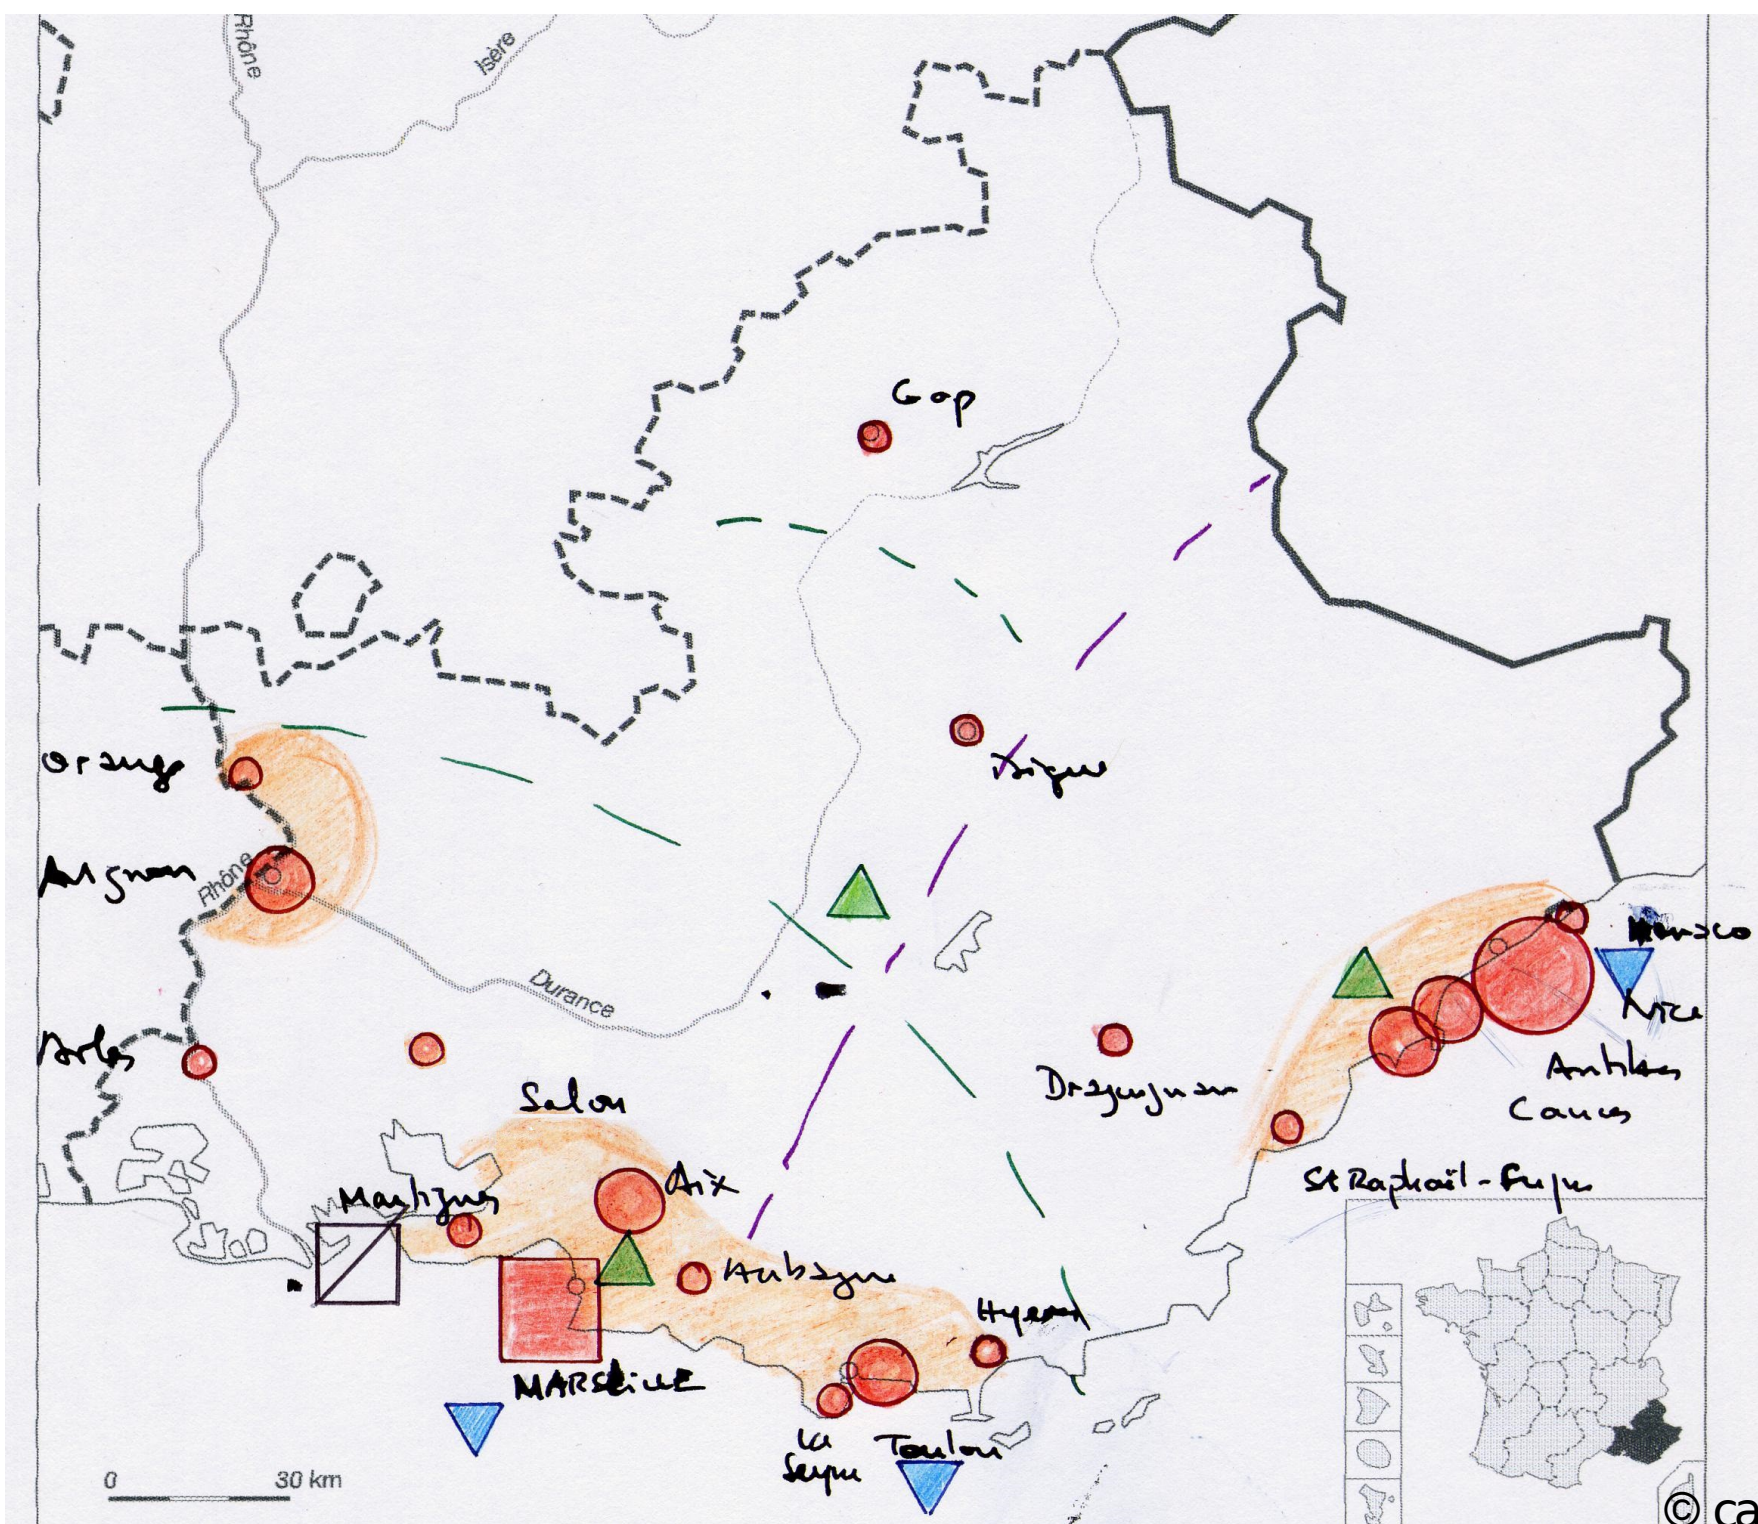 Rhône
Isère
Gap
Orange
Digne
Avignon
Rhône
Monaco
Durance
Nice
Arles
Salon
Draguignan
Antibes
Cannes
Martigues
Aix
St Raphaël - Fréjus
Aubagne
Hyères
MARSEILLE
La
Seyne
Toulon
0 30 km
© ca